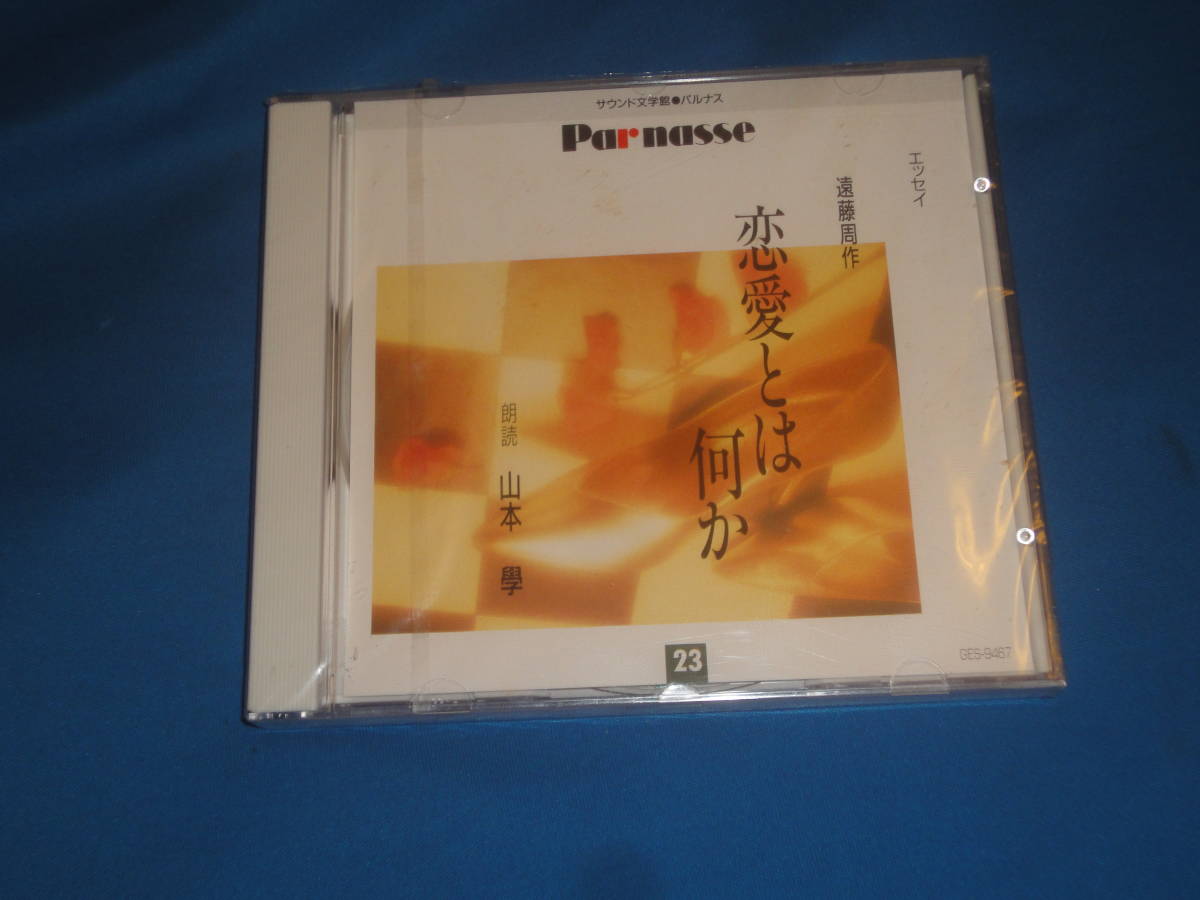 サウンド文学館●パルナス
Parnasse
エッセイ
遠藤周作
恋愛とは
何か
朗読 山本 學
23
GES-9467